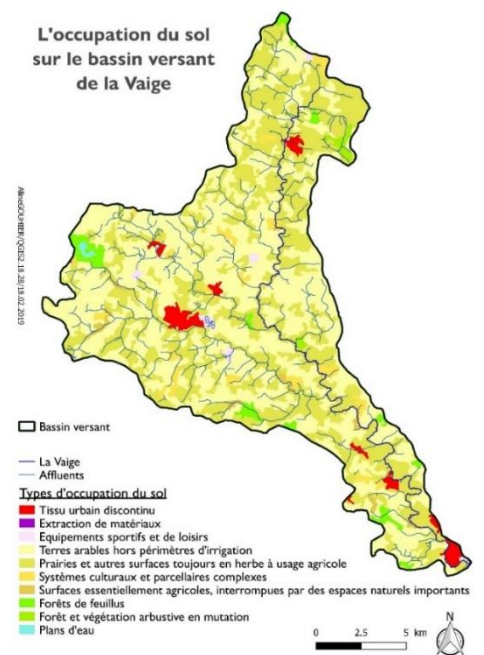 L'occupation du sol
sur le bassin versant
de la Vaige
Bassin versant
La Vaige
Affluents
Types d'occupation du sol
Tissu urbain discontinu
Extraction de matériaux
Equipements sportifs et de loisirs
Terres arables hors périmètres d'irrigation
Prairies et autres surfaces toujours en herbe à usage agricole
Systèmes culturaux et parcellaires complexes
Surfaces essentiellement agricoles, interrompues par des espaces naturels importants
Forêts de feuillus
Forêt et végétation arbustive en mutation
Plans d'eau
0 2.5 5 km
N